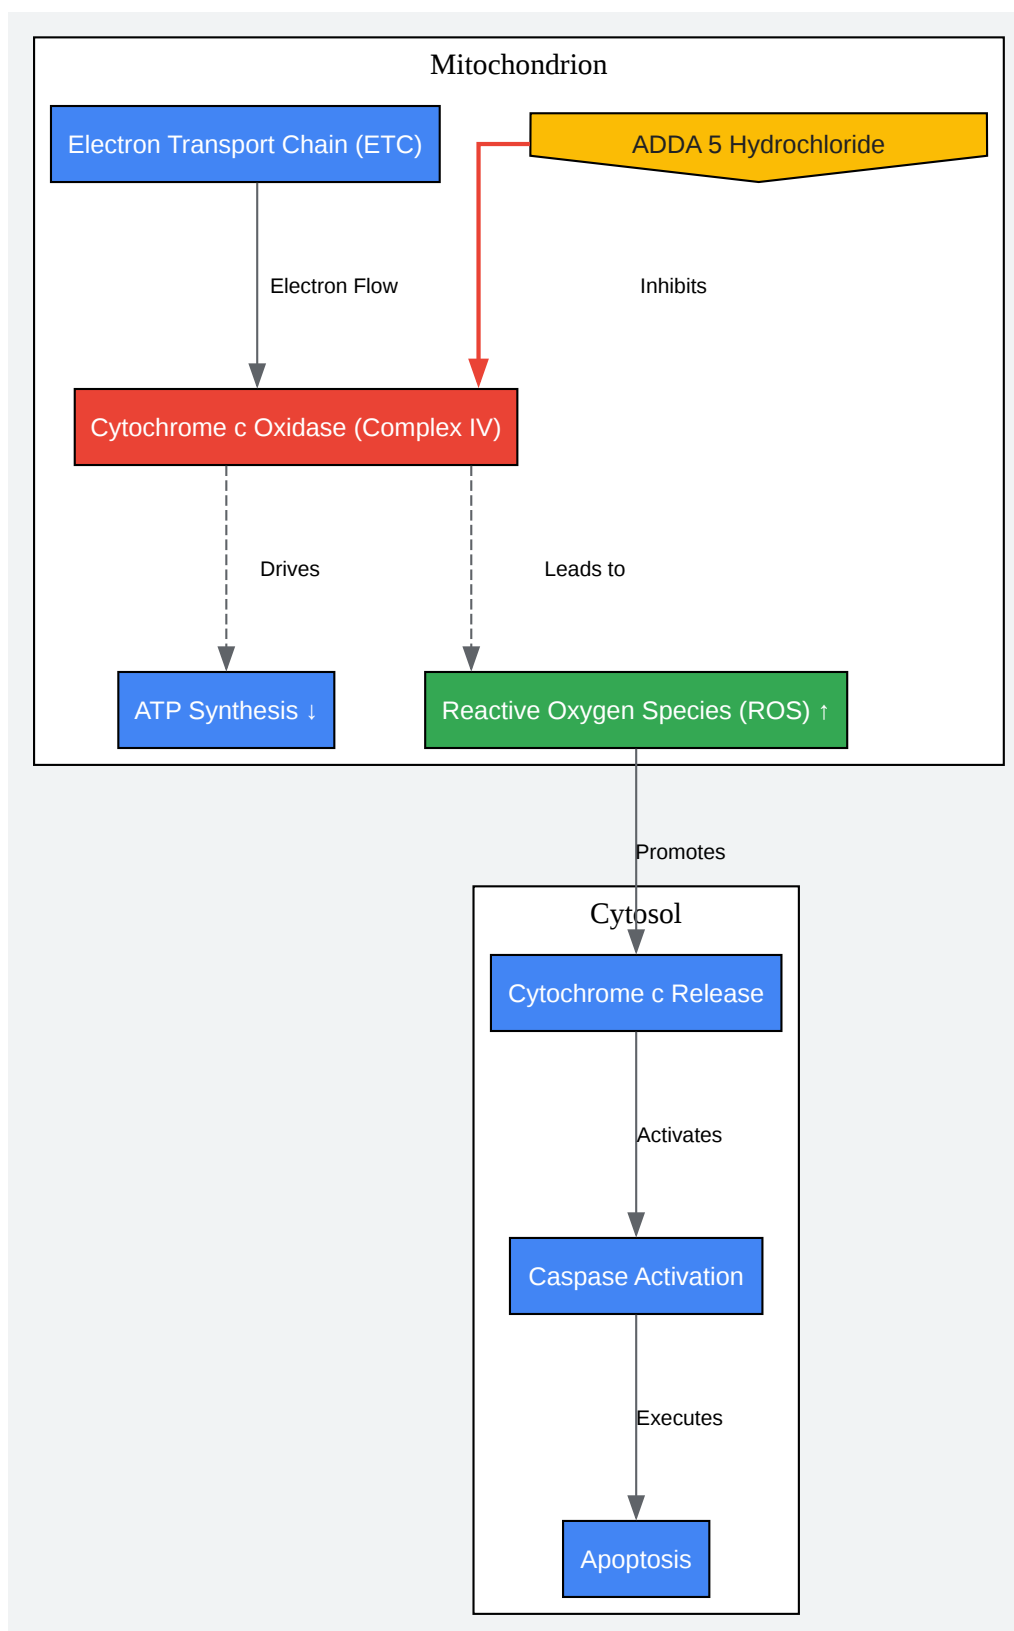 Mitochondrion
Electron Transport Chain (ETC)
ADDA 5 Hydrochloride
Electron Flow
Inhibits
Cytochrome c Oxidase (Complex IV)
Drives
Leads to
ATP Synthesis ↓
Reactive Oxygen Species (ROS) ↑
Promotes
Cytosol
Cytochrome c Release
Activates
Caspase Activation
Executes
Apoptosis